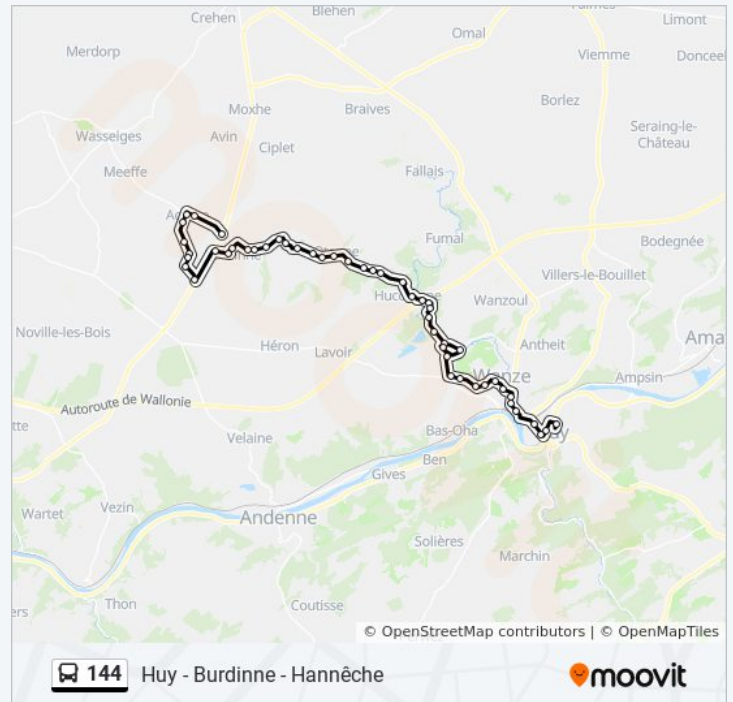 Blehen
Crehen
Limont
Omal
Merdorp
Viemme
Donceel
Moxhe
Braives
Borlez
Wasseiges
Avin
Seraing-le-
Château
Ciplet
Meeffe
Fallais
Fumal
Bodegnée
Villers-le-Bouillet
Wanzoul
Noville-les-Bois
Héron
Lavoir
Antheit
Ama
Wanze
Ampsin
Autoroute de Wallonie
Bas-Oha
Velaine
Ben
Gives
Wartet
Vezin
Andenne
Solières
Marchin
Thon
Coutisse
© OpenStreetMap contributors | © OpenMapTiles
144 Huy - Burdinne - Hannêche
moovit